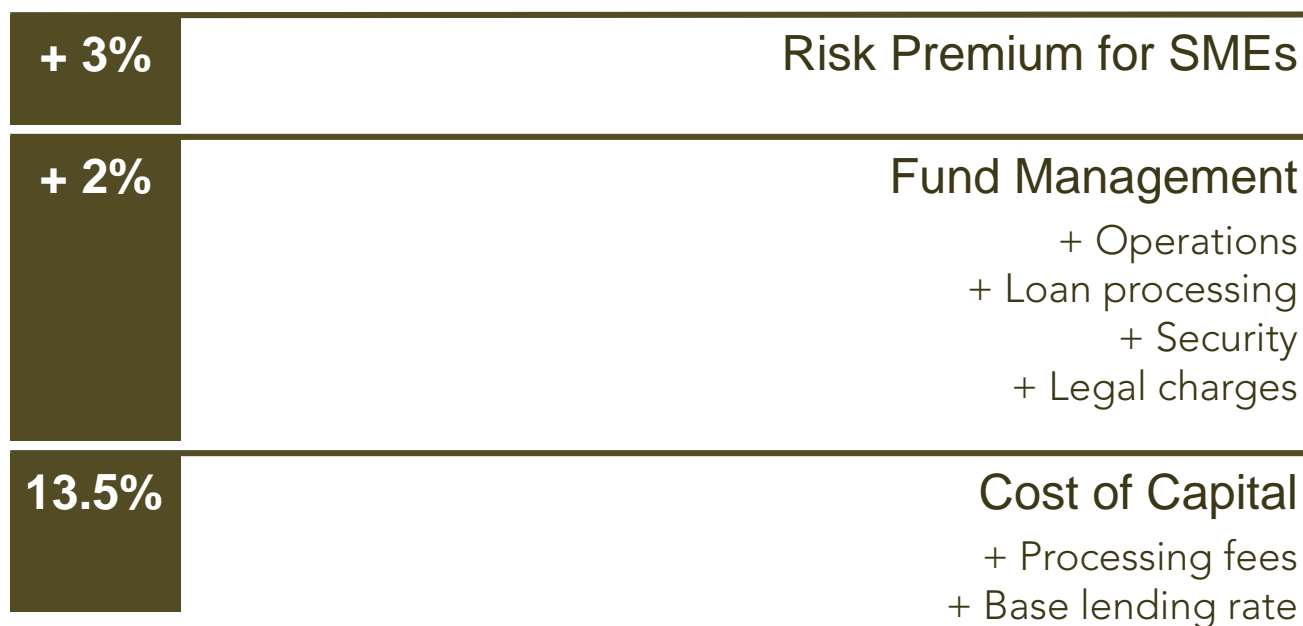 + 3% Risk Premium for SMEs
+ 2% Fund Management
+ Operations
+ Loan processing
+ Security
+ Legal charges
13.5% Cost of Capital
+ Processing fees
+ Base lending rate